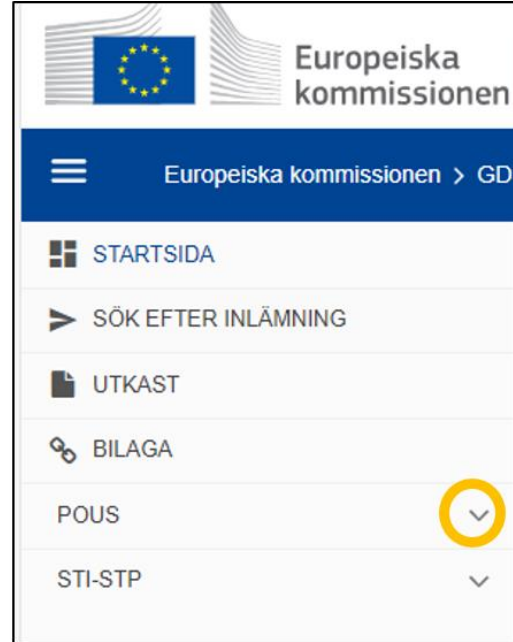 Europeiska
kommissionen
Europeiska kommissionen > GD
STARTSIDA
SÖK EFTER INLÄMNING
UTKAST
BILAGA
POUS
STI-STP